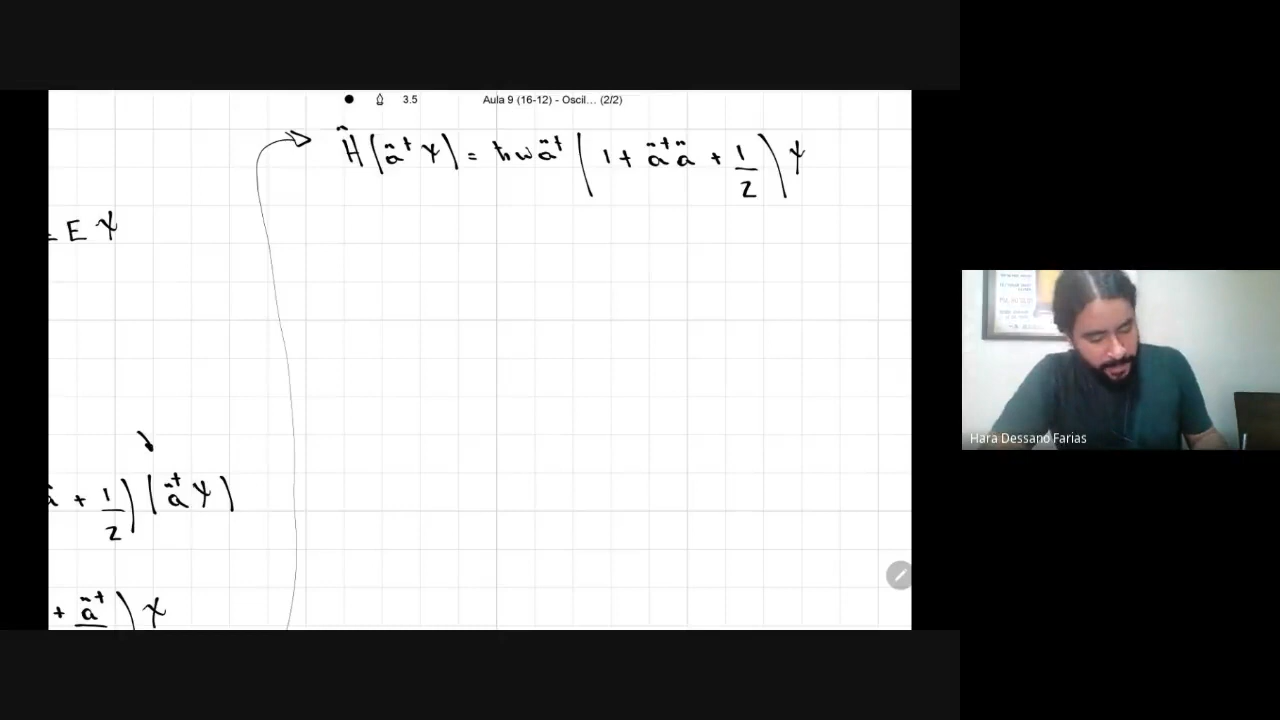 3.5 Aula 9 (16-12) - Oscil... (2/2)
Ĥ(â†ψ) = ħωâ†(1 + â†â + 1/2)ψ
= Eψ
Hara Dessano Farias
â + 1/2)(â†ψ)
+ â†)ψ